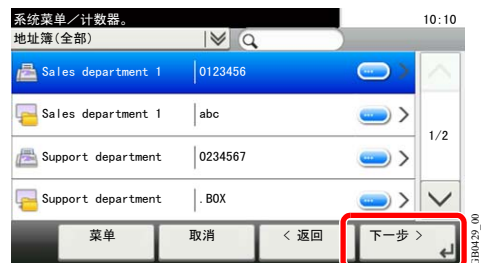 系统菜单／计数器。 10:10
地址簿(全部)
Sales department 1 0123456
Sales department 1 abc
1/2
Support department 0234567
Support department .BOX
菜单 取消 < 返回 下一步 >
GB0429_00